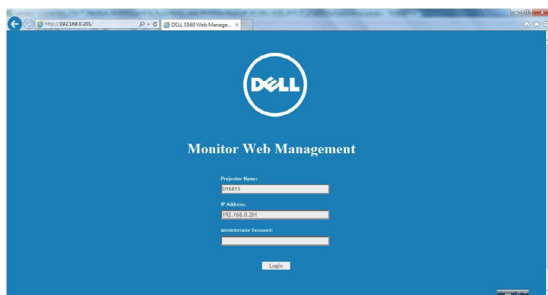 http://192.168.0.201/
DELL S560 Web Manage...
DELL
Monitor Web Management
Projector Name:
IP Address:
192.168.0.201
Administrator Password:
Login